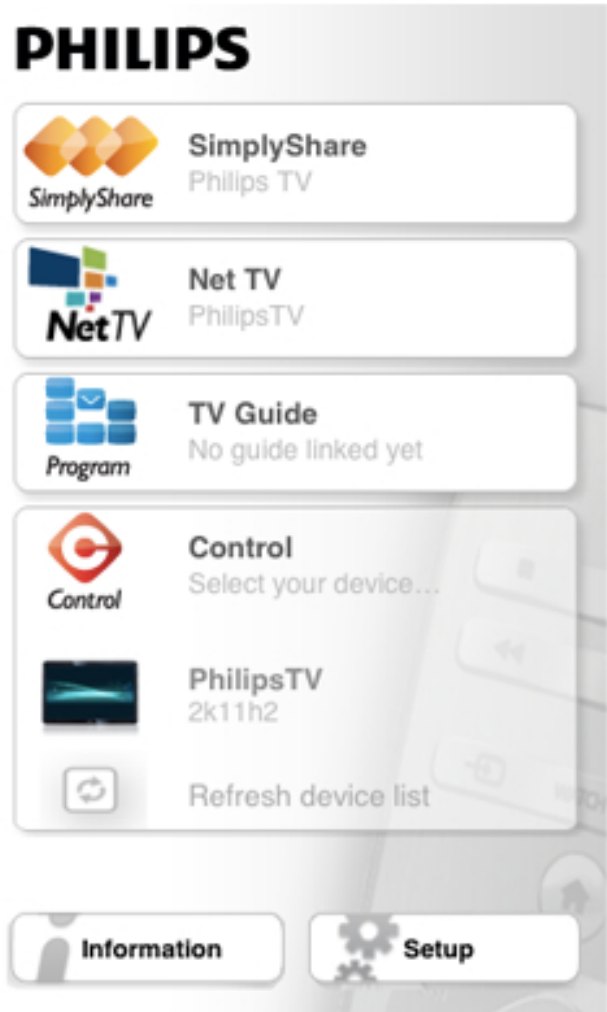 PHILIPS
SimplyShare
SimplyShare
Philips TV
NetTV
Net TV
PhilipsTV
Program
TV Guide
No guide linked yet
Control
Control
Select your device...
PhilipsTV
2k11h2
Refresh device list
Information
Setup